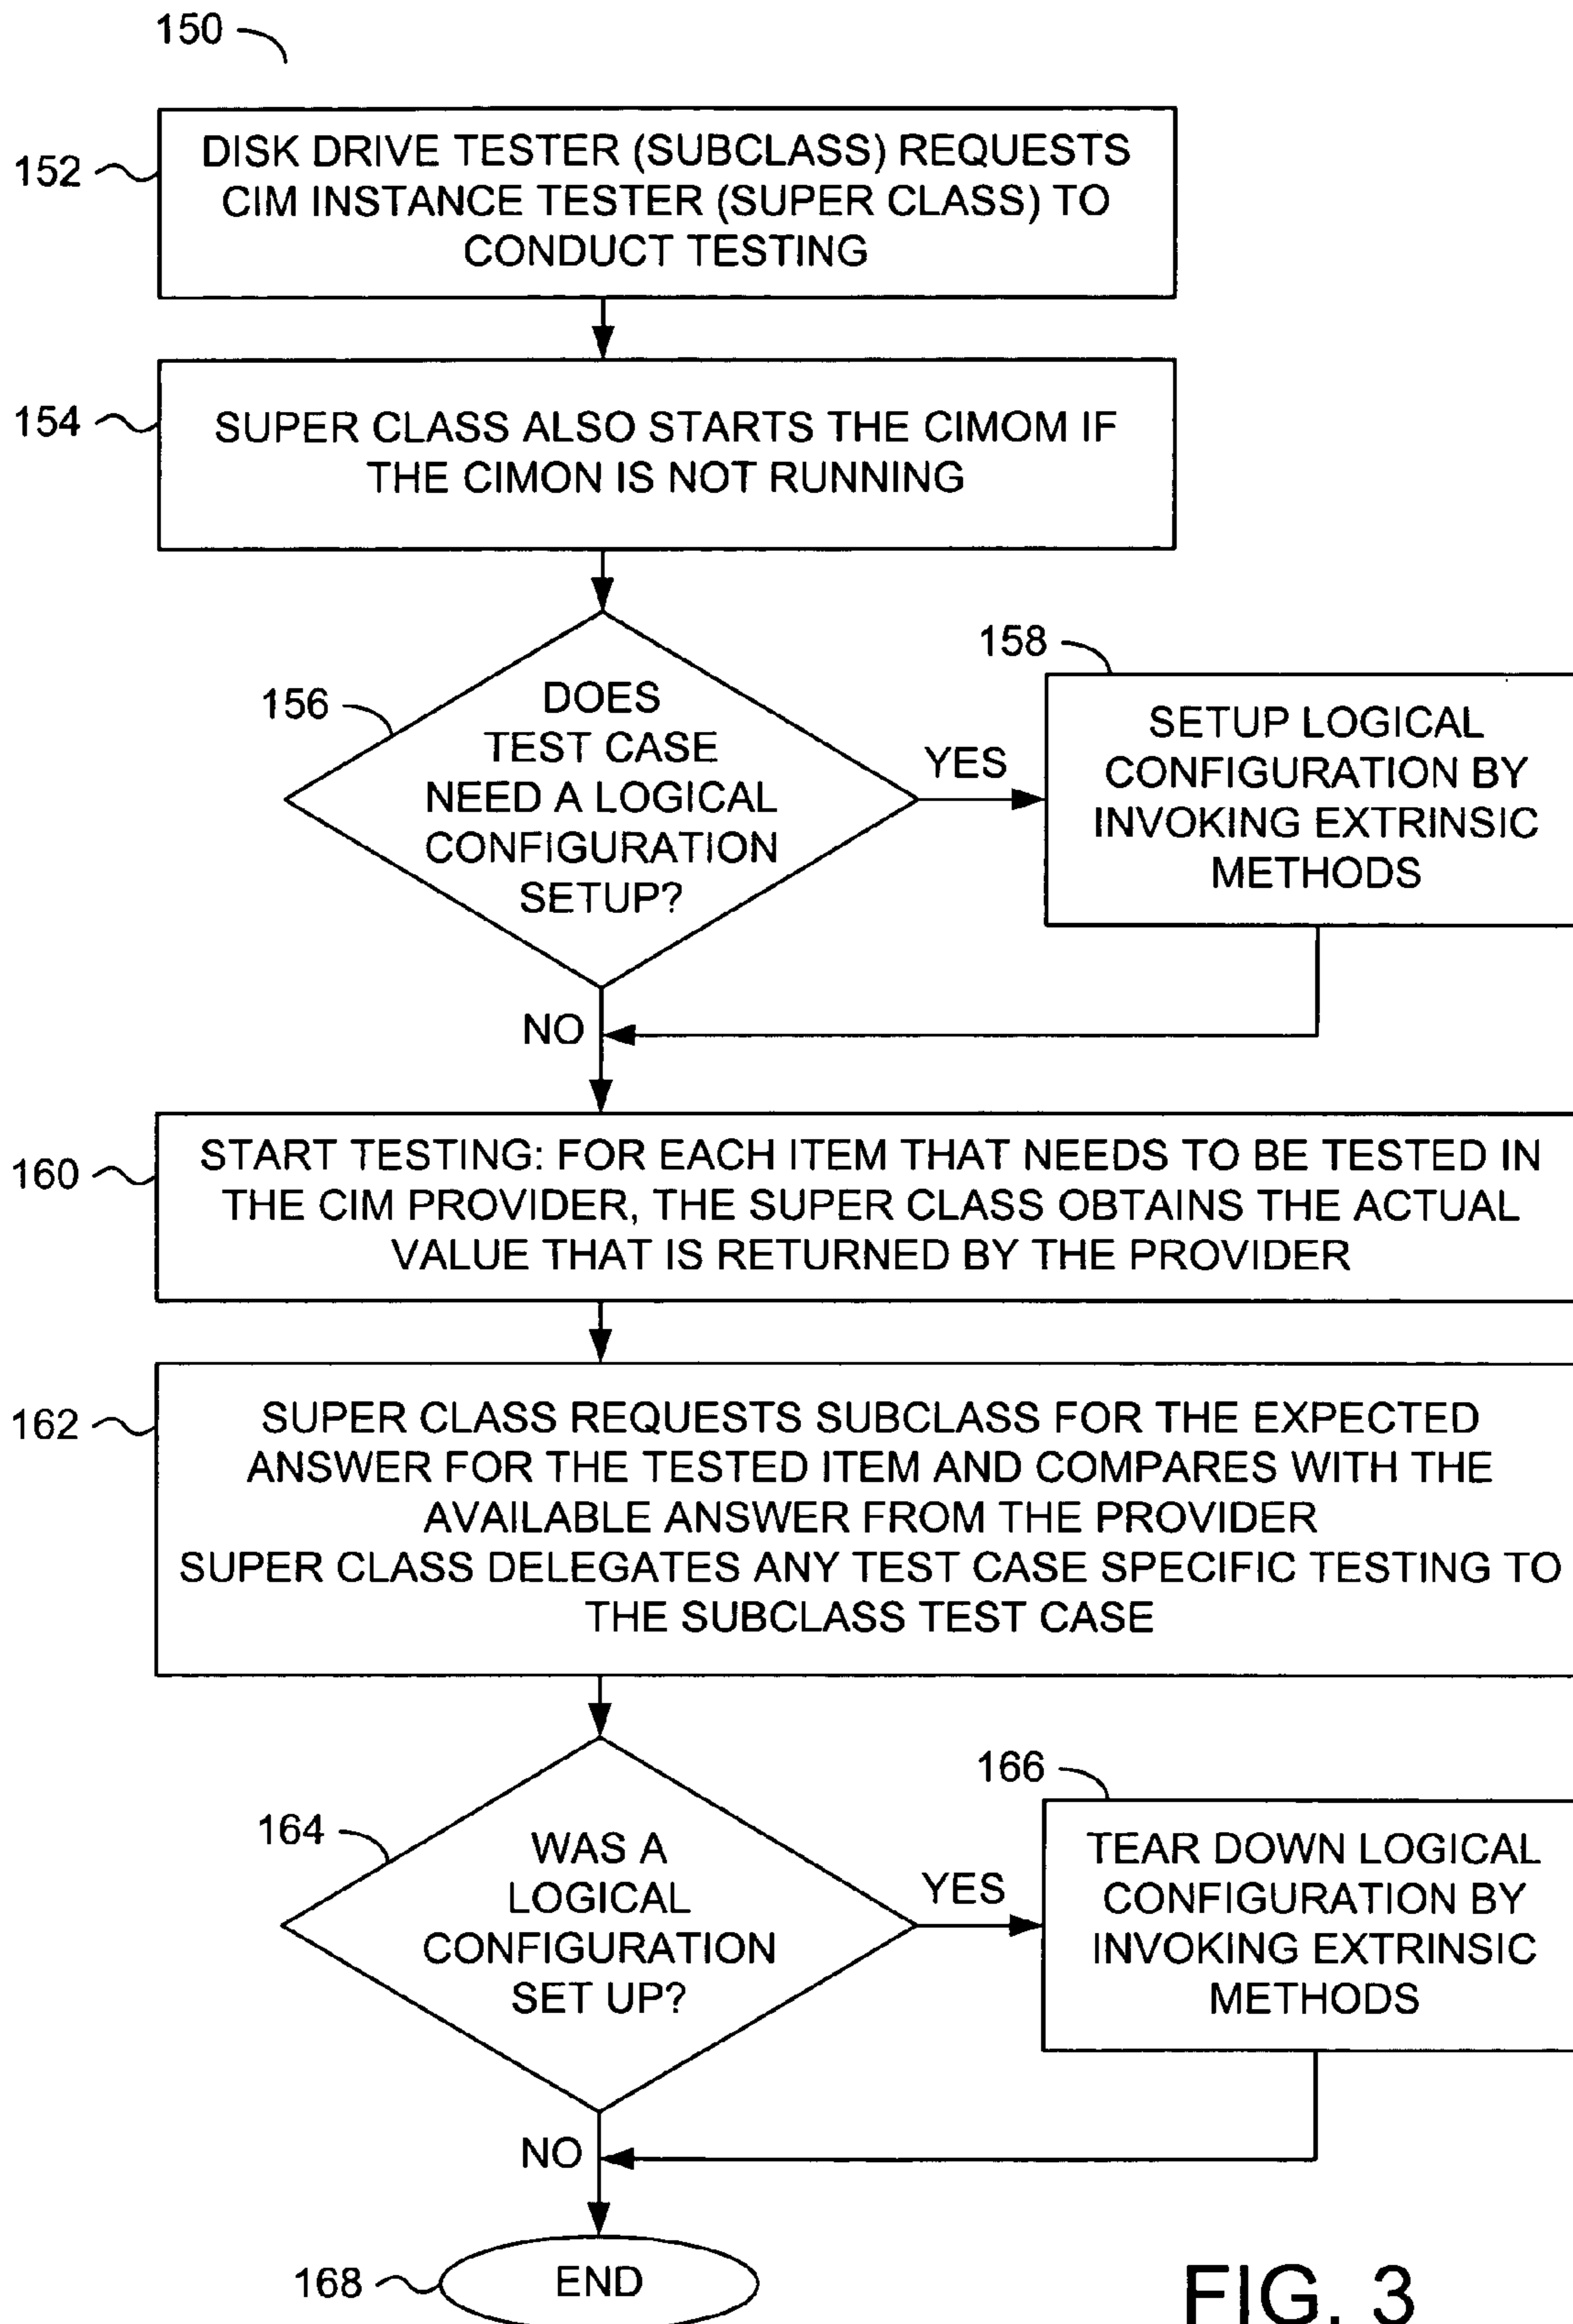 150
152
DISK DRIVE TESTER (SUBCLASS) REQUESTS
CIM INSTANCE TESTER (SUPER CLASS) TO
CONDUCT TESTING
154
SUPER CLASS ALSO STARTS THE CIMOM IF
THE CIMON IS NOT RUNNING
156
DOES
TEST CASE
NEED A LOGICAL
CONFIGURATION
SETUP?
YES
158
SETUP LOGICAL
CONFIGURATION BY
INVOKING EXTRINSIC
METHODS
NO
160
START TESTING: FOR EACH ITEM THAT NEEDS TO BE TESTED IN
THE CIM PROVIDER, THE SUPER CLASS OBTAINS THE ACTUAL
VALUE THAT IS RETURNED BY THE PROVIDER
162
SUPER CLASS REQUESTS SUBCLASS FOR THE EXPECTED
ANSWER FOR THE TESTED ITEM AND COMPARES WITH THE
AVAILABLE ANSWER FROM THE PROVIDER
SUPER CLASS DELEGATES ANY TEST CASE SPECIFIC TESTING TO
THE SUBCLASS TEST CASE
164
WAS A
LOGICAL
CONFIGURATION
SET UP?
YES
166
TEAR DOWN LOGICAL
CONFIGURATION BY
INVOKING EXTRINSIC
METHODS
NO
168
END
FIG. 3